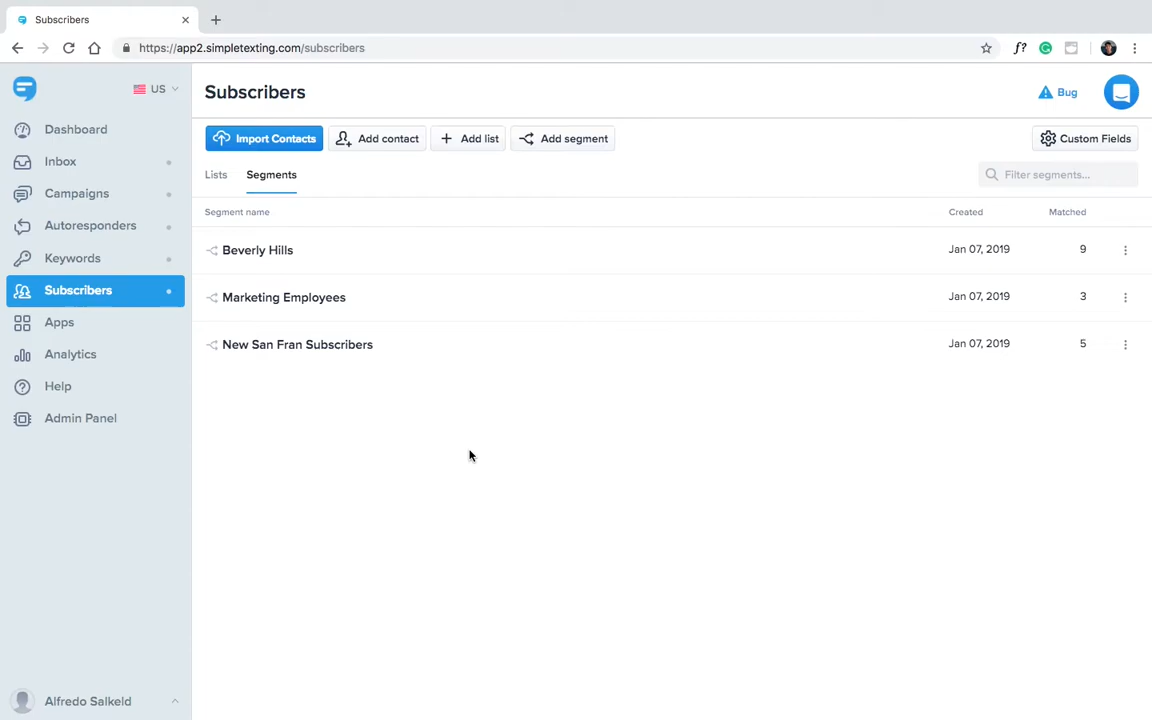 Subscribers
https://app2.simpletexting.com/subscribers
f?
US
Subscribers
Bug
Dashboard
Import Contacts
Add contact
Add list
Add segment
Custom Fields
Inbox
Lists
Segments
Filter segments...
Campaigns
Segment name
Created
Matched
Autoresponders
Beverly Hills
Jan 07, 2019
9
Keywords
Subscribers
Marketing Employees
Jan 07, 2019
3
Apps
New San Fran Subscribers
Jan 07, 2019
5
Analytics
Help
Admin Panel
Alfredo Salkeld